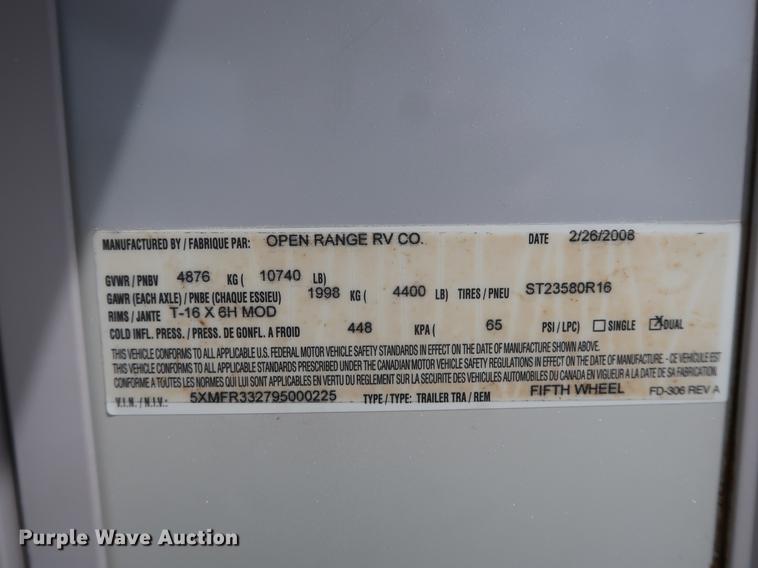 MANUFACTURED BY / FABRIQUE PAR: OPEN RANGE RV CO. DATE 2/26/2008
GVWR / PNBV 4876 KG ( 10740 LB)
GAWR (EACH AXLE) / PNBE (CHAQUE ESSIEU) 1998 KG ( 4400 LB) TIRES / PNEU ST23580R16
RIMS / JANTE T-16 X 6H MOD
COLD INFL. PRESS. / PRESS. DE GONFL. A FROID 448 KPA ( 65 PSI / LPC) SINGLE X DUAL
THIS VEHICLE CONFORMS TO ALL APPLICABLE U.S. FEDERAL MOTOR VEHICLE SAFETY STANDARDS IN EFFECT ON THE DATE OF MANUFACTURE SHOWN ABOVE.
THIS VEHICLE CONFORMS TO ALL APPLICABLE STANDARDS PRESCRIBED UNDER THE CANADIAN MOTOR VEHICLE SAFETY REGULATIONS IN EFFECT ON THE DATE OF MANUFACTURE - CE VÉHICULE EST
CONFORME A TOUTES LES NORMES QUI LUI SONT APPLICABLES EN VERTU DU REGLEMENT SUR LA SECURITE DES VEHICULES AUTOMOBILES DU CANADA EN VIGUEUR A LA DATE DE SA FABRICATION
V.I.N. / N.I.V.: 5XMFR332795000225 TYPE / TYPE: TRAILER TRA / REM FIFTH WHEEL FD-306 REV A
Purple Wave Auction